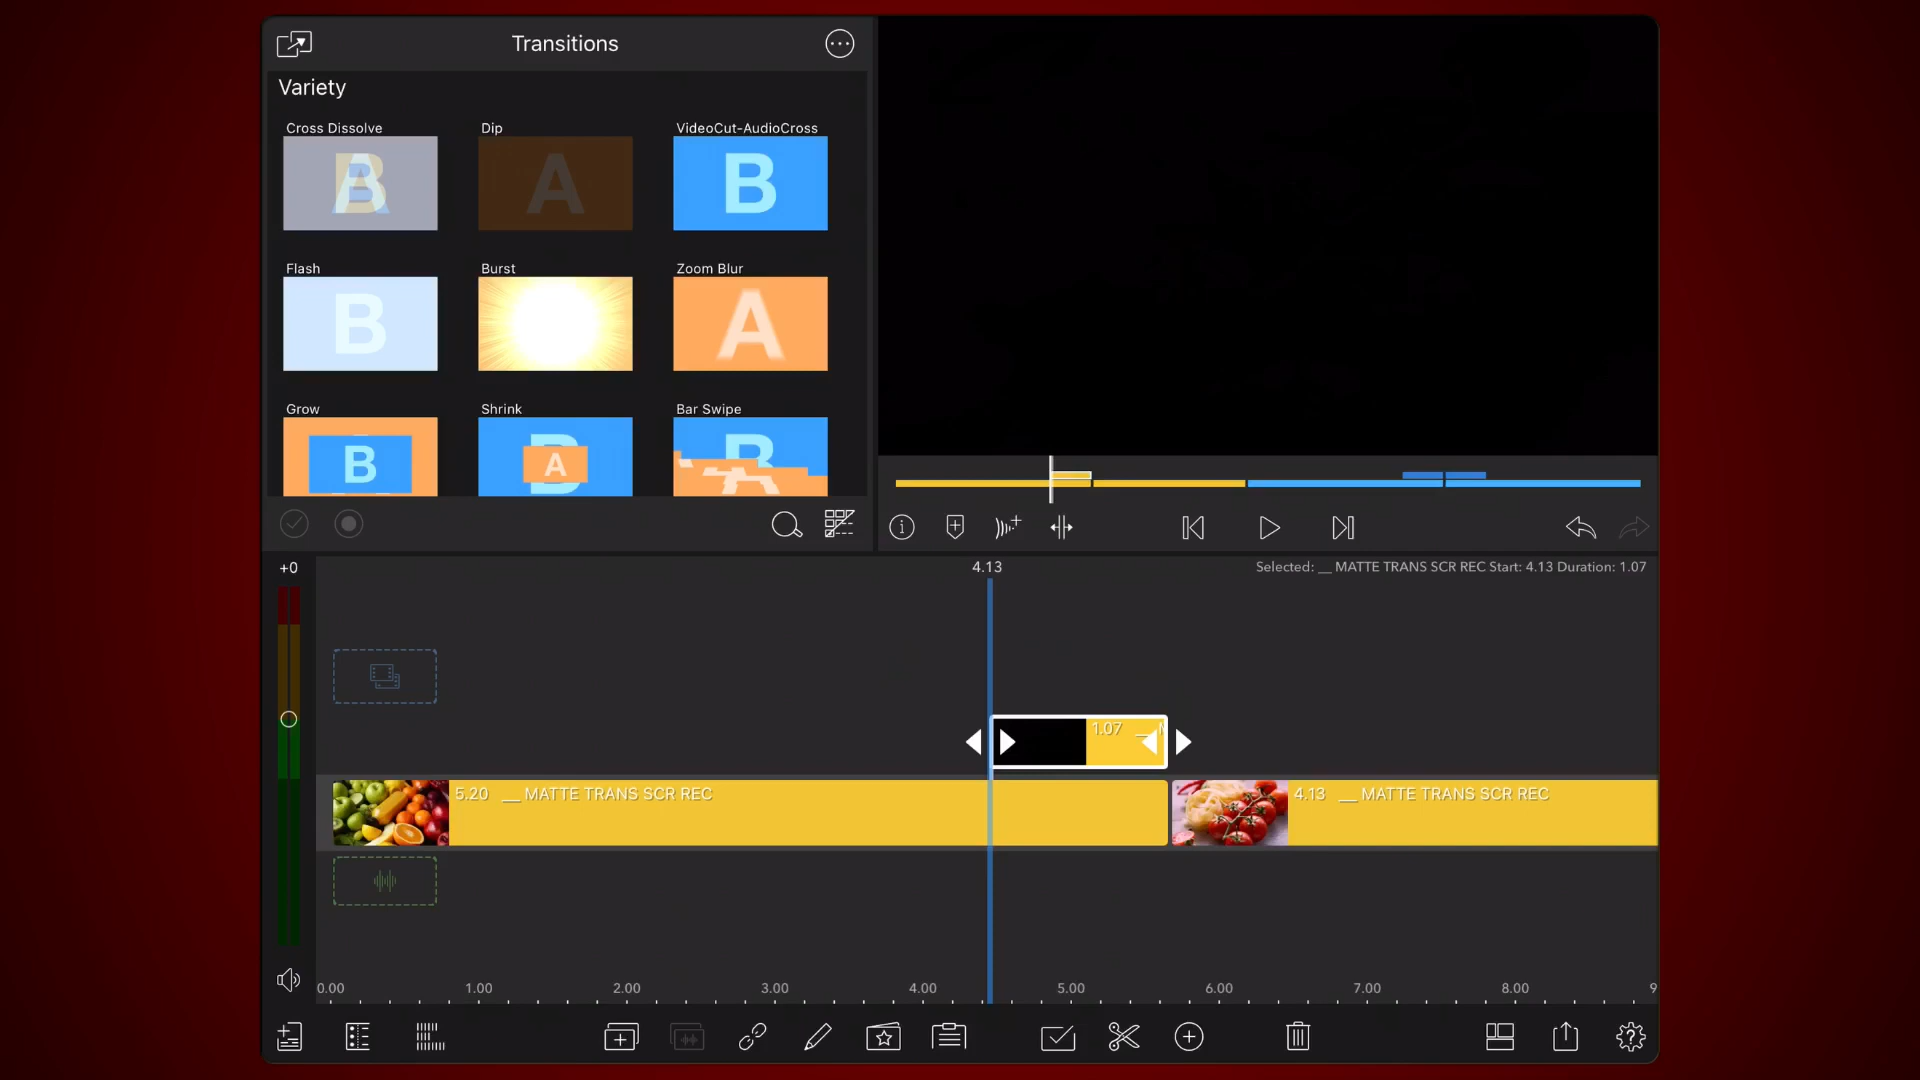 Transitions
Variety
Cross Dissolve
Dip
VideoCut-AudioCross
B A
A
B
Flash
Burst
Zoom Blur
B
A
Grow
Shrink
Bar Swipe
B
B
A
B
A
+0
4.13
Selected: __ MATTE TRANS SCR REC Start: 4.13 Duration: 1.07
1.07 __
5.20 __ MATTE TRANS SCR REC
4.13 __ MATTE TRANS SCR REC
0.00 1.00 2.00 3.00 4.00 5.00 6.00 7.00 8.00 9